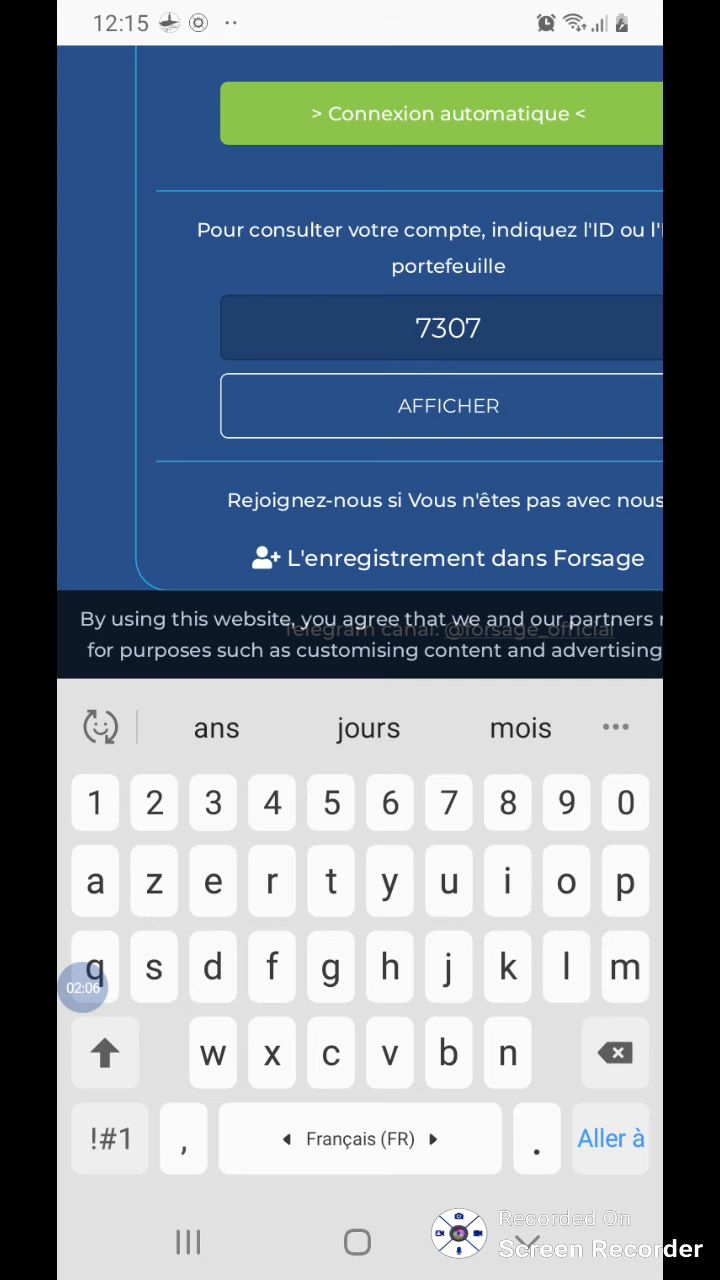 12:15
> Connexion automatique <
Pour consulter votre compte, indiquez l'ID ou l'
portefeuille
7307
AFFICHER
Rejoignez-nous si Vous n'êtes pas avec nous
L'enregistrement dans Forsage
By using this website, you agree that we and our partners
Telegram canal: @forsage_official
for purposes such as customising content and advertising
ans jours mois
1 2 3 4 5 6 7 8 9 0
a z e r t y u i o p
q s d f g h j k l m
02:06
w x c v b n
!#1 , Français (FR) . Aller à
Recorded On
Screen Recorder